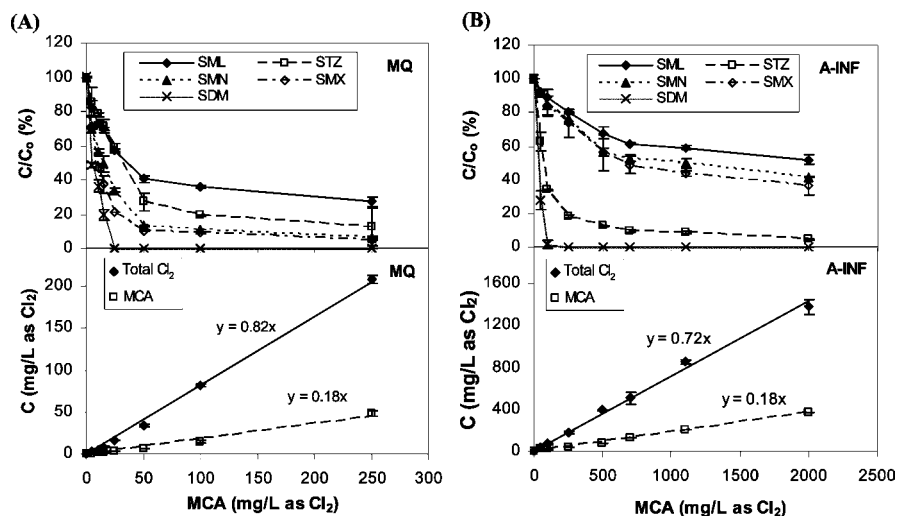 (A)
120
100
80
60
40
20
0
C/Co (%)
SML STZ
SMN SMX
SDM
MQ
200
150
100
50
0
C (mg/L as Cl2)
Total Cl2
MCA
MQ
y = 0.82x
y = 0.18x
0 50 100 150 200 250 300
MCA (mg/L as Cl2)
(B)
120
100
80
60
40
20
0
C/Co (%)
SML STZ
SMN SMX
SDM
A-INF
1600
1200
800
400
0
C (mg/L as Cl2)
Total Cl2
MCA
A-INF
y = 0.72x
y = 0.18x
0 500 1000 1500 2000 2500
MCA (mg/L as Cl2)